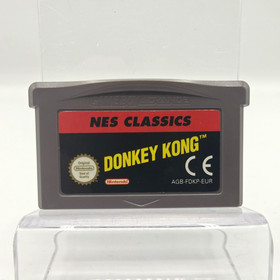 NES CLASSICS
DONKEY KONG™
Nintendo
CE
AGB-FDKP-EUR